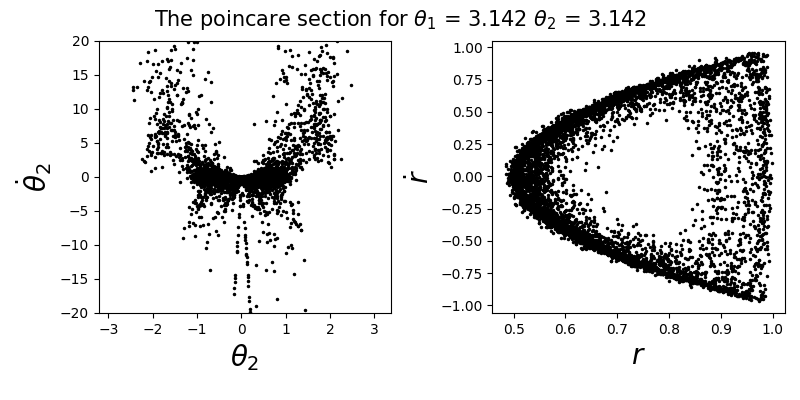 The poincare section for θ₁ = 3.142 θ₂ = 3.142
20
15
10
5
0
−5
−10
−15
−20
θ̇₂
−3 −2 −1 0 1 2 3
θ₂
1.00
0.75
0.50
0.25
0.00
−0.25
−0.50
−0.75
−1.00
ṙ
0.5 0.6 0.7 0.8 0.9 1.0
r